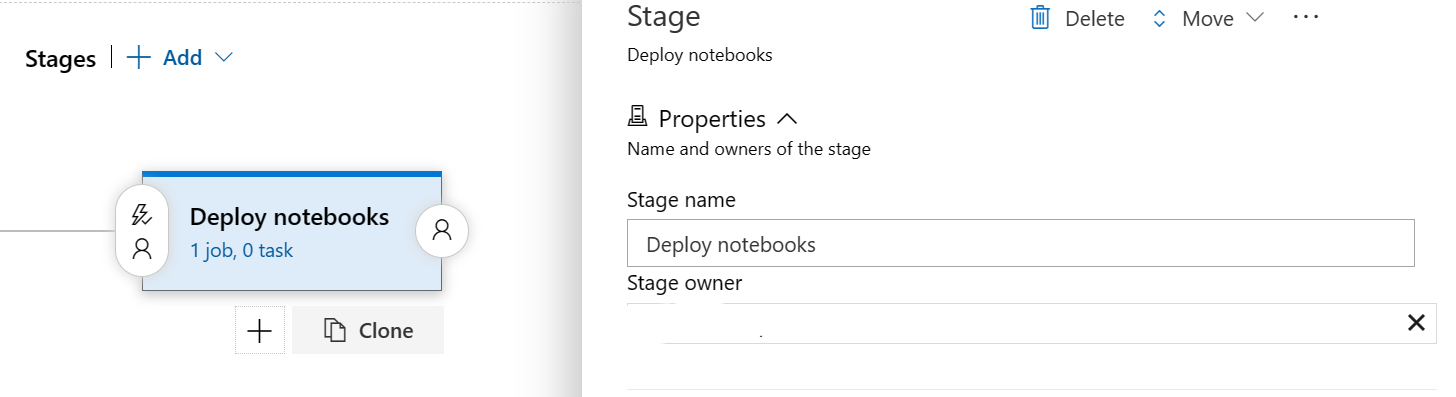 Stages
Add
Deploy notebooks
1 job, 0 task
Clone
Stage
Delete
Move
Deploy notebooks
Properties
Name and owners of the stage
Stage name
Deploy notebooks
Stage owner